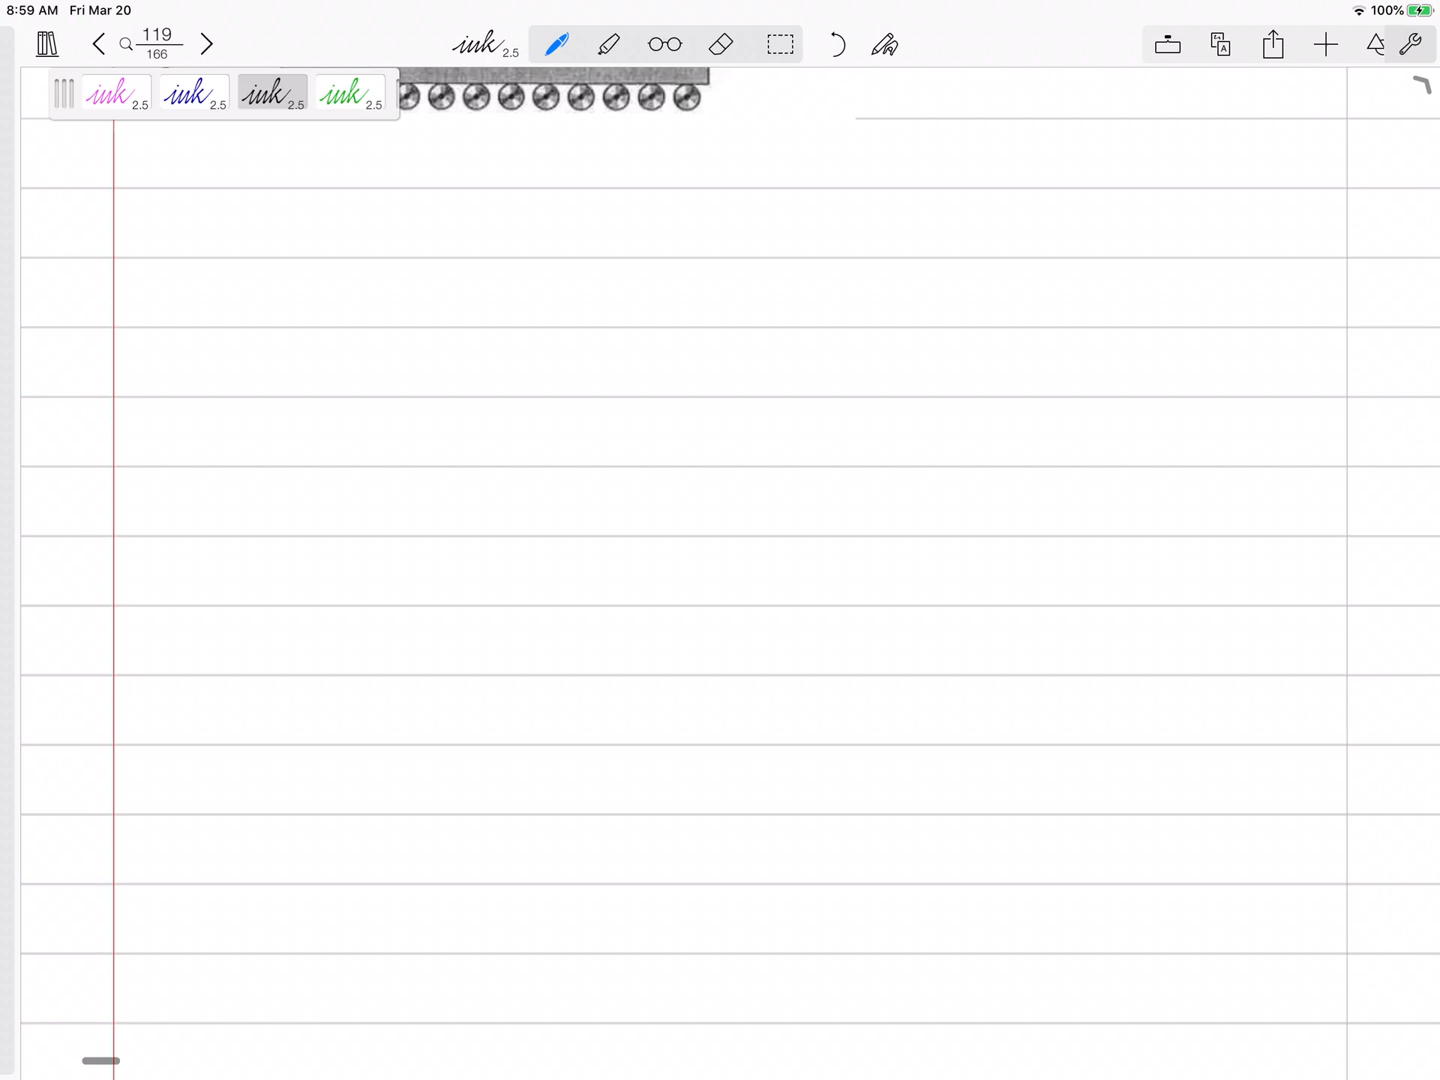 8:59 AM Fri Mar 20 100%
119
166
ink 2.5
ink 2.5 ink 2.5 ink 2.5 ink 2.5